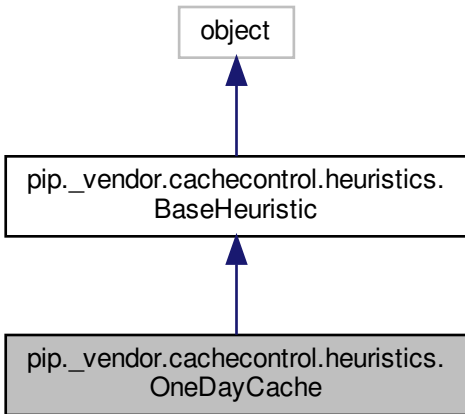 object
pip._vendor.cachecontrol.heuristics.
BaseHeuristic
pip._vendor.cachecontrol.heuristics.
OneDayCache